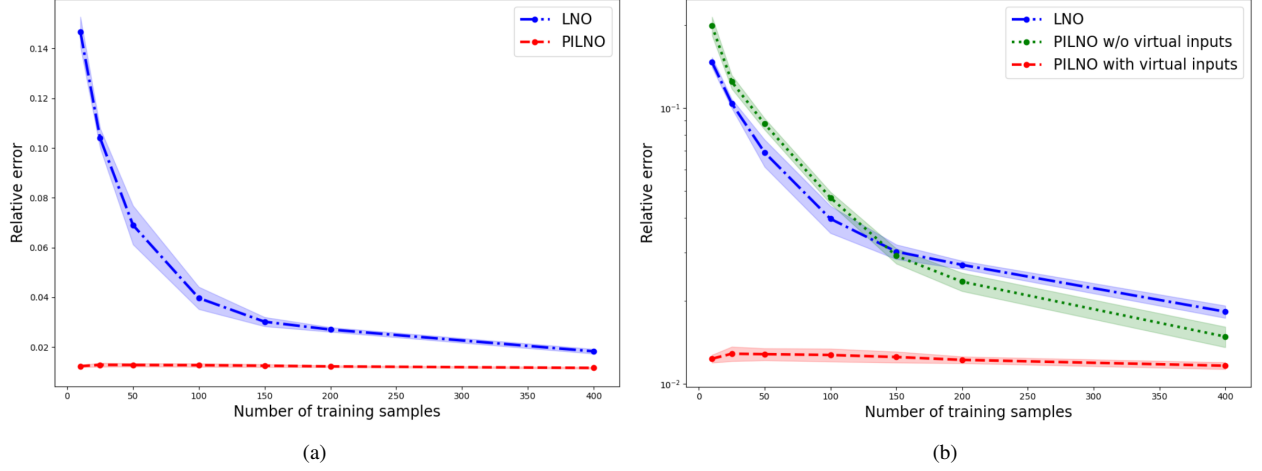 LNO
PILNO
0.14
0.12
0.10
0.08
0.06
0.04
0.02
Relative error
0 50 100 150 200 250 300 350 400
Number of training samples
(a)
LNO
PILNO w/o virtual inputs
PILNO with virtual inputs
10⁻¹
10⁻²
Relative error
0 50 100 150 200 250 300 350 400
Number of training samples
(b)